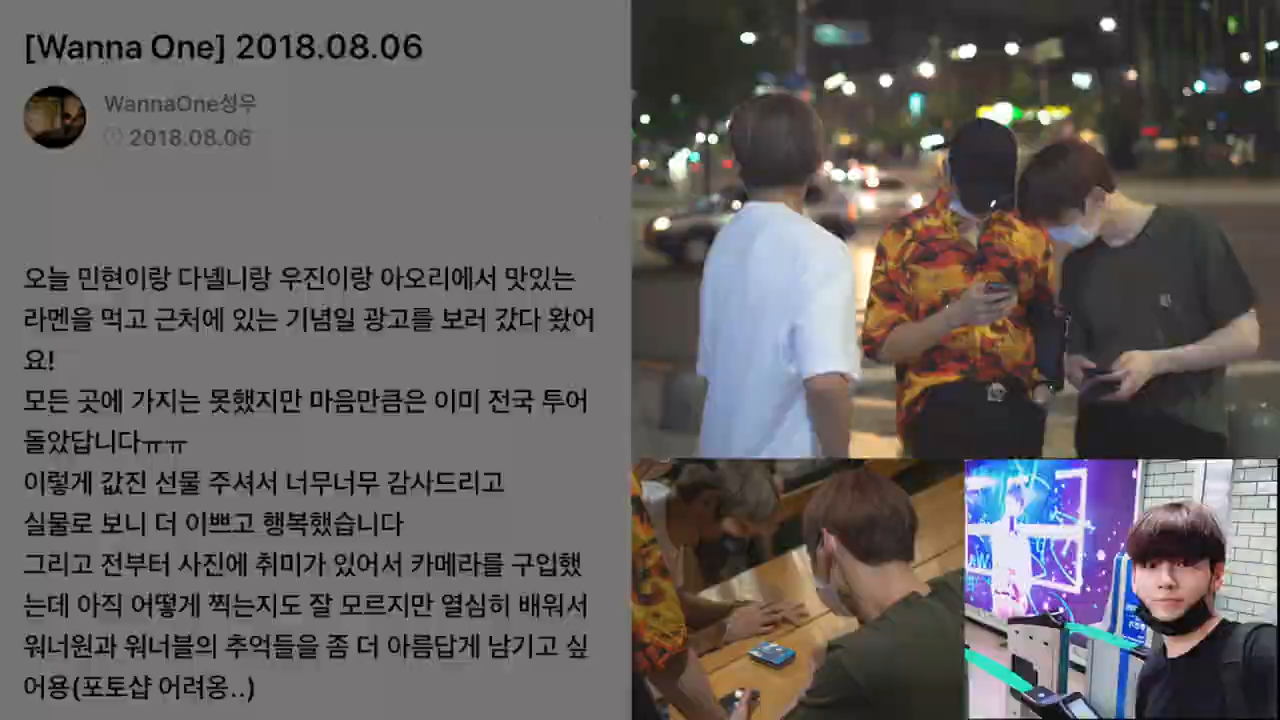 [Wanna One] 2018.08.06
WannaOne성우
2018.08.06
오늘 민현이랑 다넬니랑 우진이랑 아오리에서 맛있는
라멘을 먹고 근처에 있는 기념일 광고를 보러 갔다 왔어
요!
모든 곳에 가지는 못했지만 마음만큼은 이미 전국 투어
돌았답니다ㅠㅠ
이렇게 값진 선물 주셔서 너무너무 감사드리고
실물로 보니 더 이쁘고 행복했습니다
그리고 전부터 사진에 취미가 있어서 카메라를 구입했
는데 아직 어떻게 찍는지도 잘 모르지만 열심히 배워서
워너원과 워너블의 추억들을 좀 더 아름답게 남기고 싶
어용(포토샵 어려옹..)